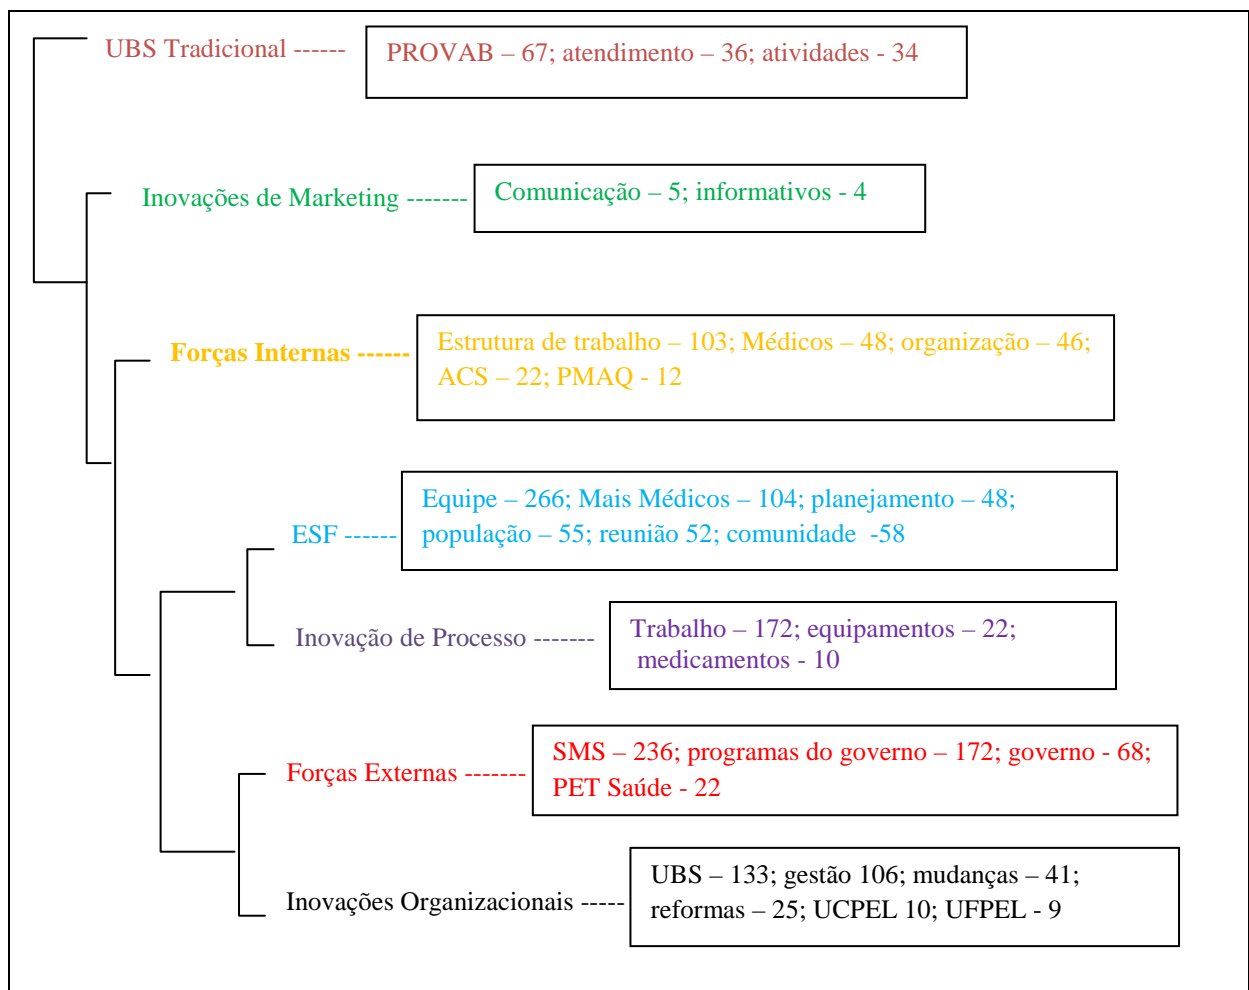 UBS Tradicional ------ PROVAB – 67; atendimento – 36; atividades - 34
Inovações de Marketing ------- Comunicação – 5; informativos - 4
Forças Internas ------ Estrutura de trabalho – 103; Médicos – 48; organização – 46;
ACS – 22; PMAQ - 12
ESF ------ Equipe – 266; Mais Médicos – 104; planejamento – 48;
população – 55; reunião 52; comunidade -58
Inovação de Processo ------- Trabalho – 172; equipamentos – 22;
medicamentos - 10
Forças Externas ------- SMS – 236; programas do governo – 172; governo - 68;
PET Saúde - 22
Inovações Organizacionais ----- UBS – 133; gestão 106; mudanças – 41;
reformas – 25; UCPEL 10; UFPEL - 9